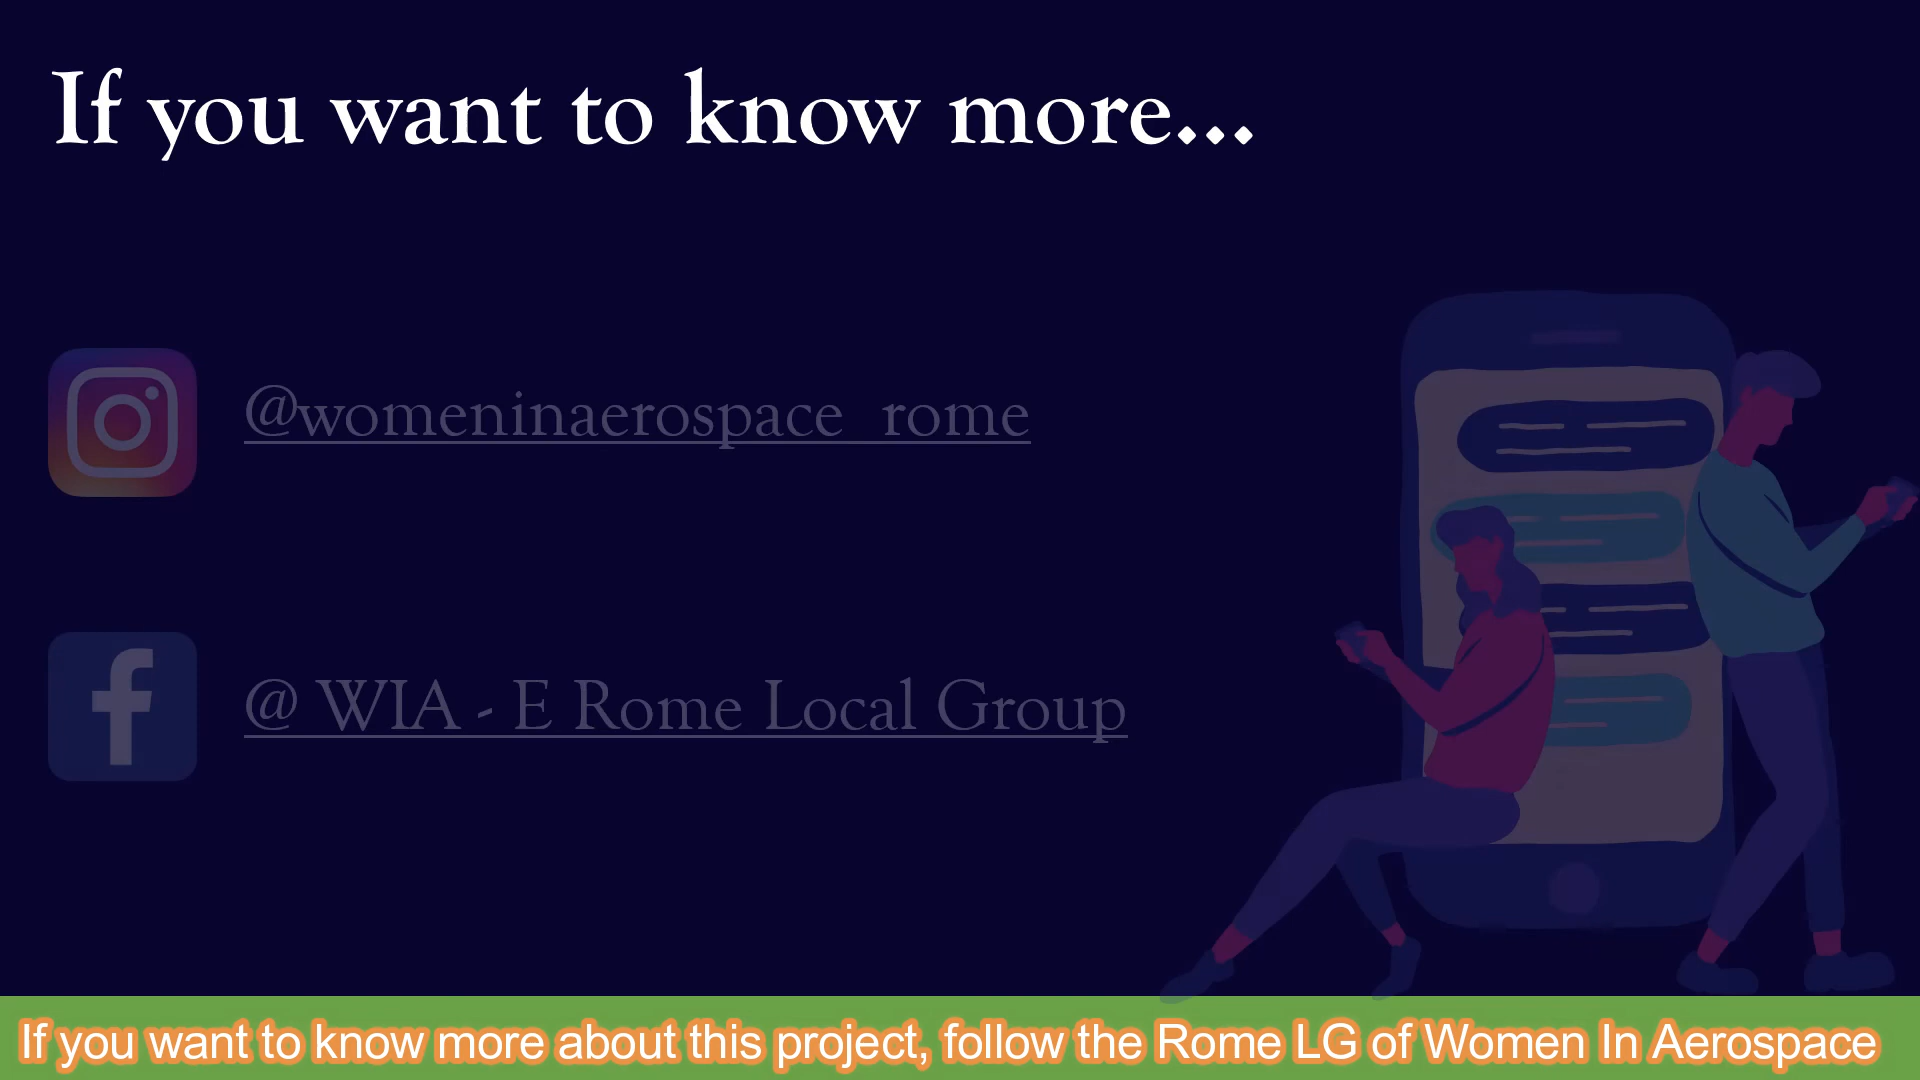 If you want to know more...
@womeninaerospace_rome
@ WIA - E Rome Local Group
If you want to know more about this project, follow the Rome LG of Women In Aerospace